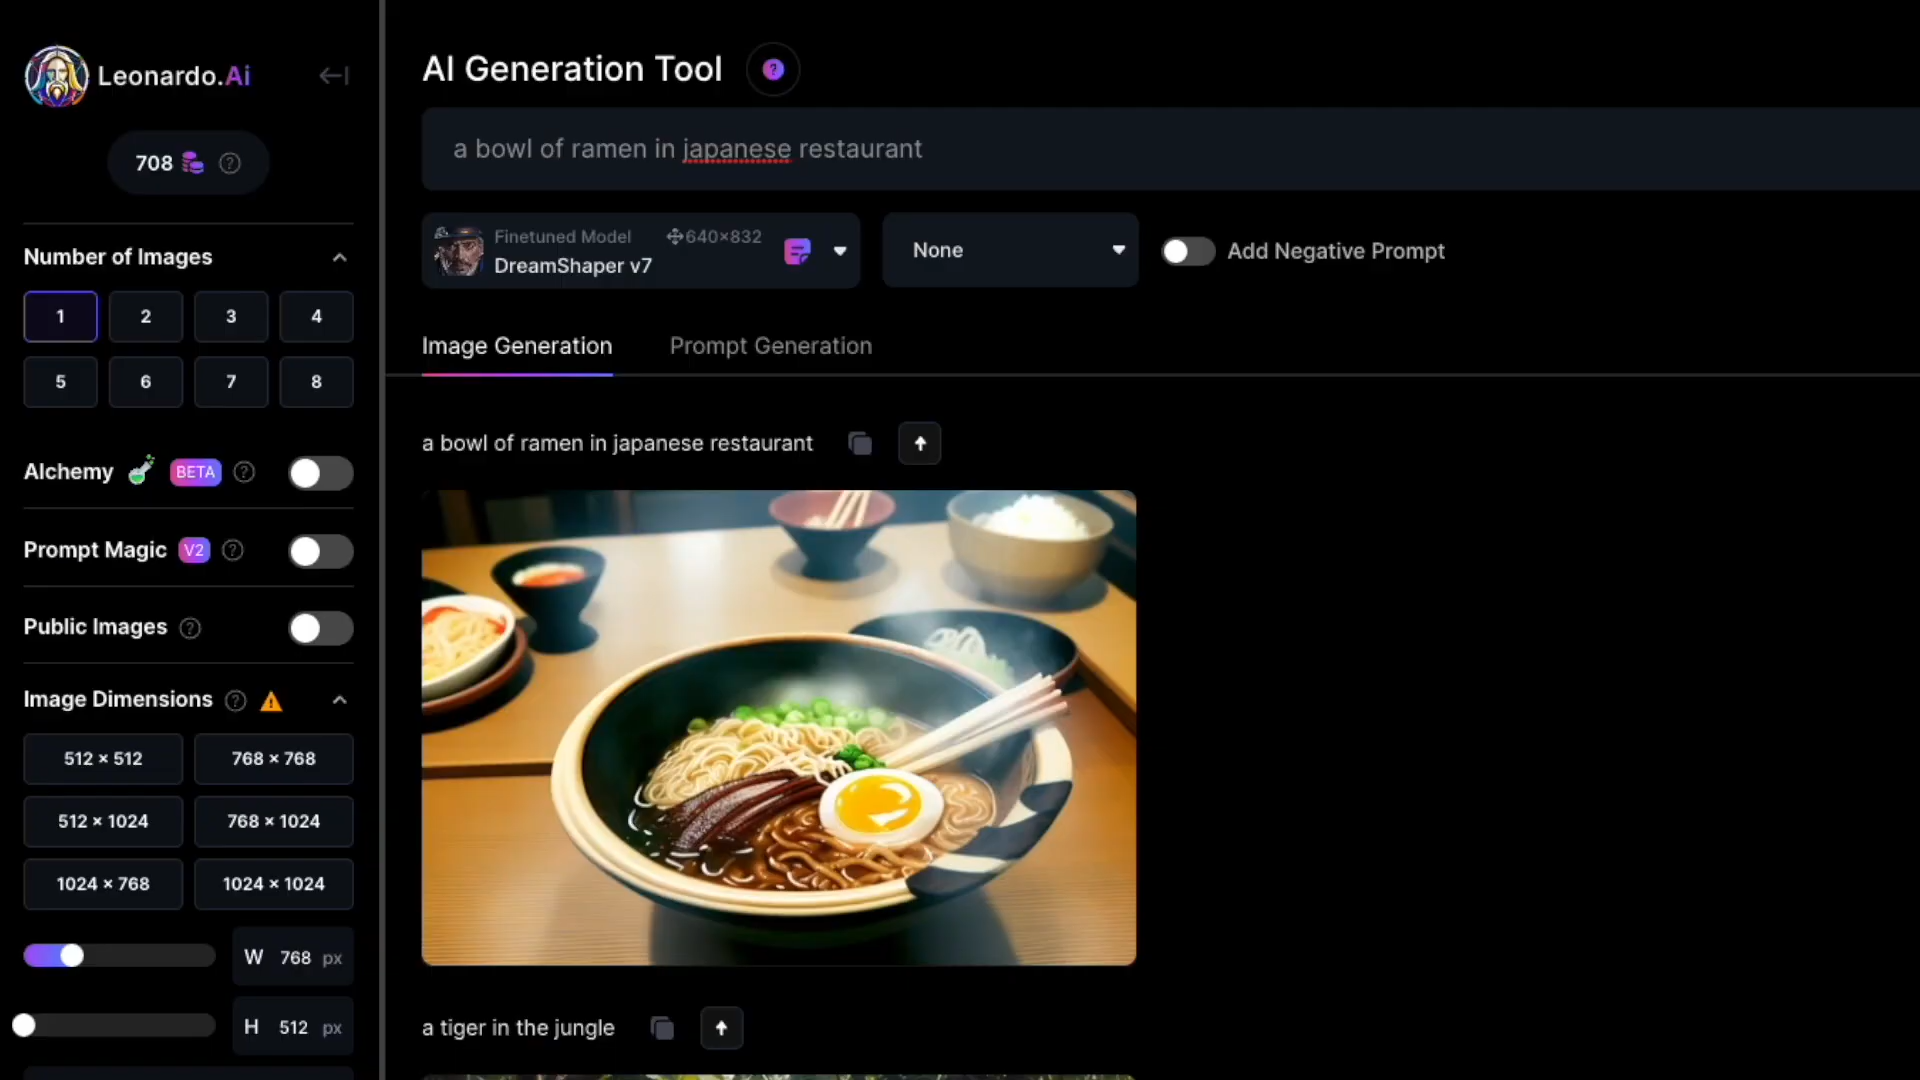 Leonardo.Ai
708
Number of Images
1 2 3 4
5 6 7 8
Alchemy BETA
Prompt Magic V2
Public Images
Image Dimensions
512 × 512 768 × 768
512 × 1024 768 × 1024
1024 × 768 1024 × 1024
W 768 px
H 512 px
AI Generation Tool ?
a bowl of ramen in japanese restaurant
Finetuned Model 640×832
DreamShaper v7
None
Add Negative Prompt
Image Generation Prompt Generation
a bowl of ramen in japanese restaurant
a tiger in the jungle